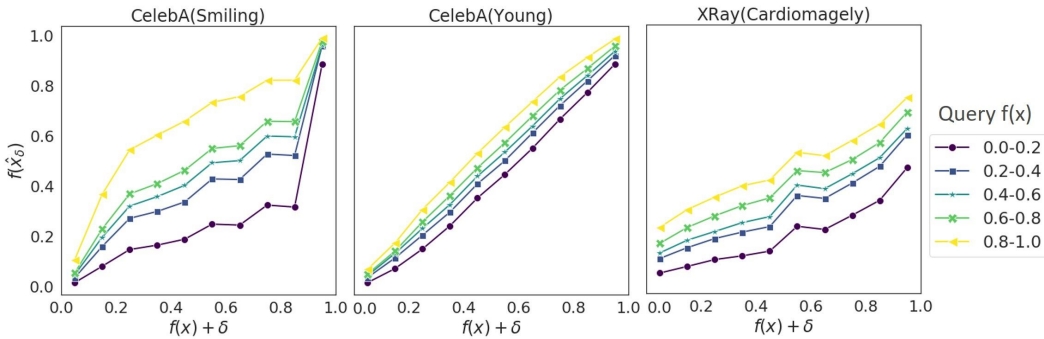 CelebA(Smiling)
CelebA(Young)
XRay(Cardiomagely)
1.0
0.8
0.6
0.4
0.2
0.0
f(x̂δ)
0.0 0.2 0.4 0.6 0.8 1.0
0.0 0.2 0.4 0.6 0.8 1.0
0.0 0.2 0.4 0.6 0.8 1.0
f(x) + δ
f(x) + δ
f(x) + δ
Query f(x)
0.0-0.2
0.2-0.4
0.4-0.6
0.6-0.8
0.8-1.0